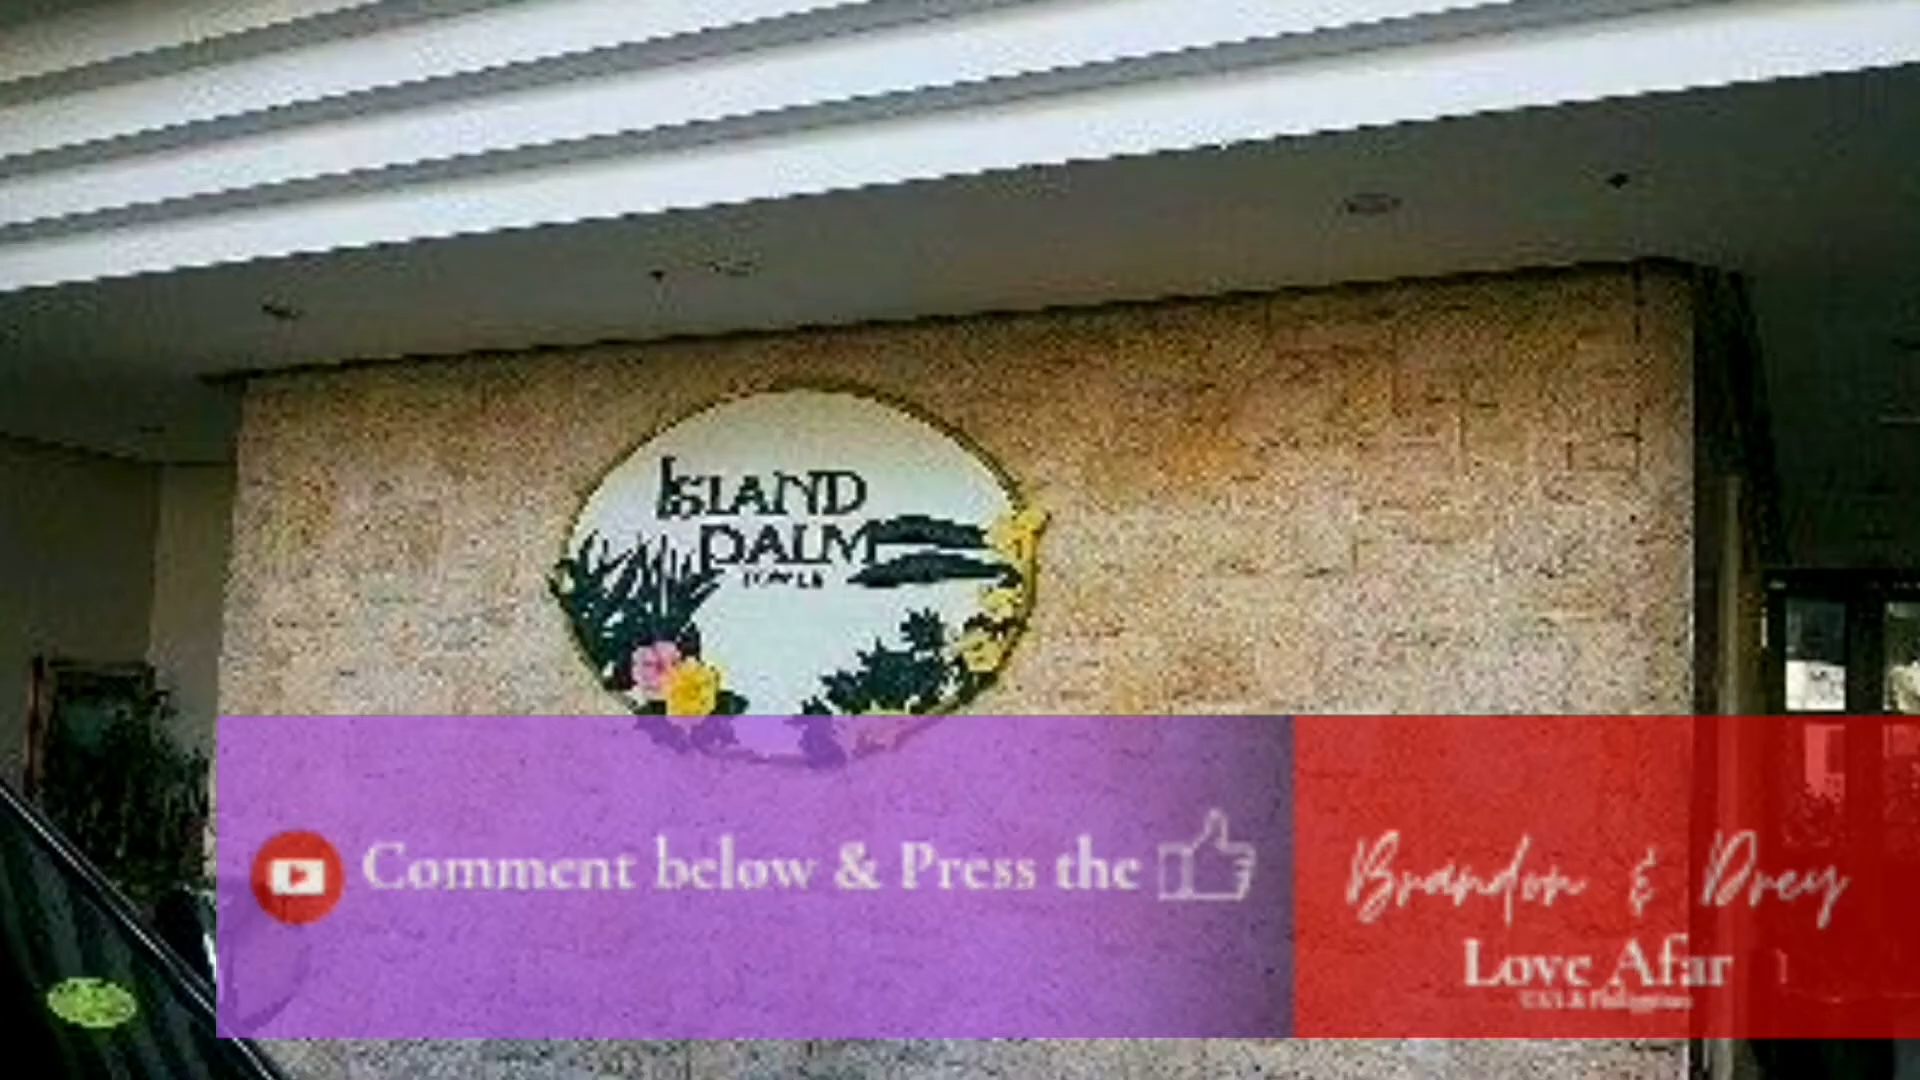 ISLAND
PALM
Comment below & Press the
Brandon & Drey
Love Afar